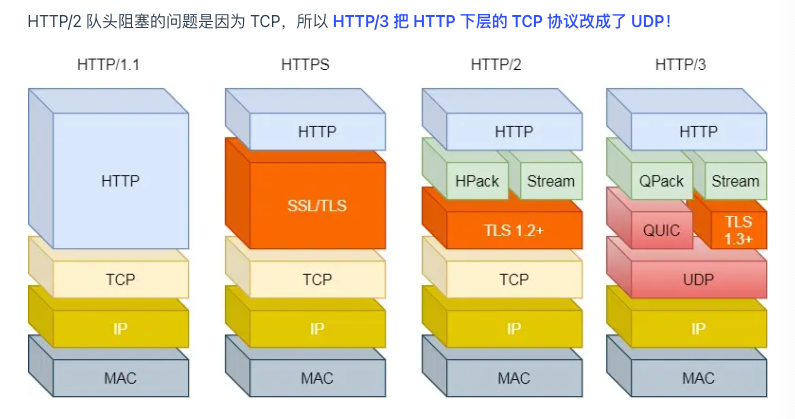 HTTP/2 队头阻塞的问题是因为 TCP，所以 HTTP/3 把 HTTP 下层的 TCP 协议改成了 UDP！
HTTP/1.1 HTTPS HTTP/2 HTTP/3
HTTP HTTP HTTP
HTTP HPack Stream QPack Stream
SSL/TLS
TLS 1.2+ QUIC TLS
1.3+
TCP TCP TCP UDP
IP IP IP IP
MAC MAC MAC MAC